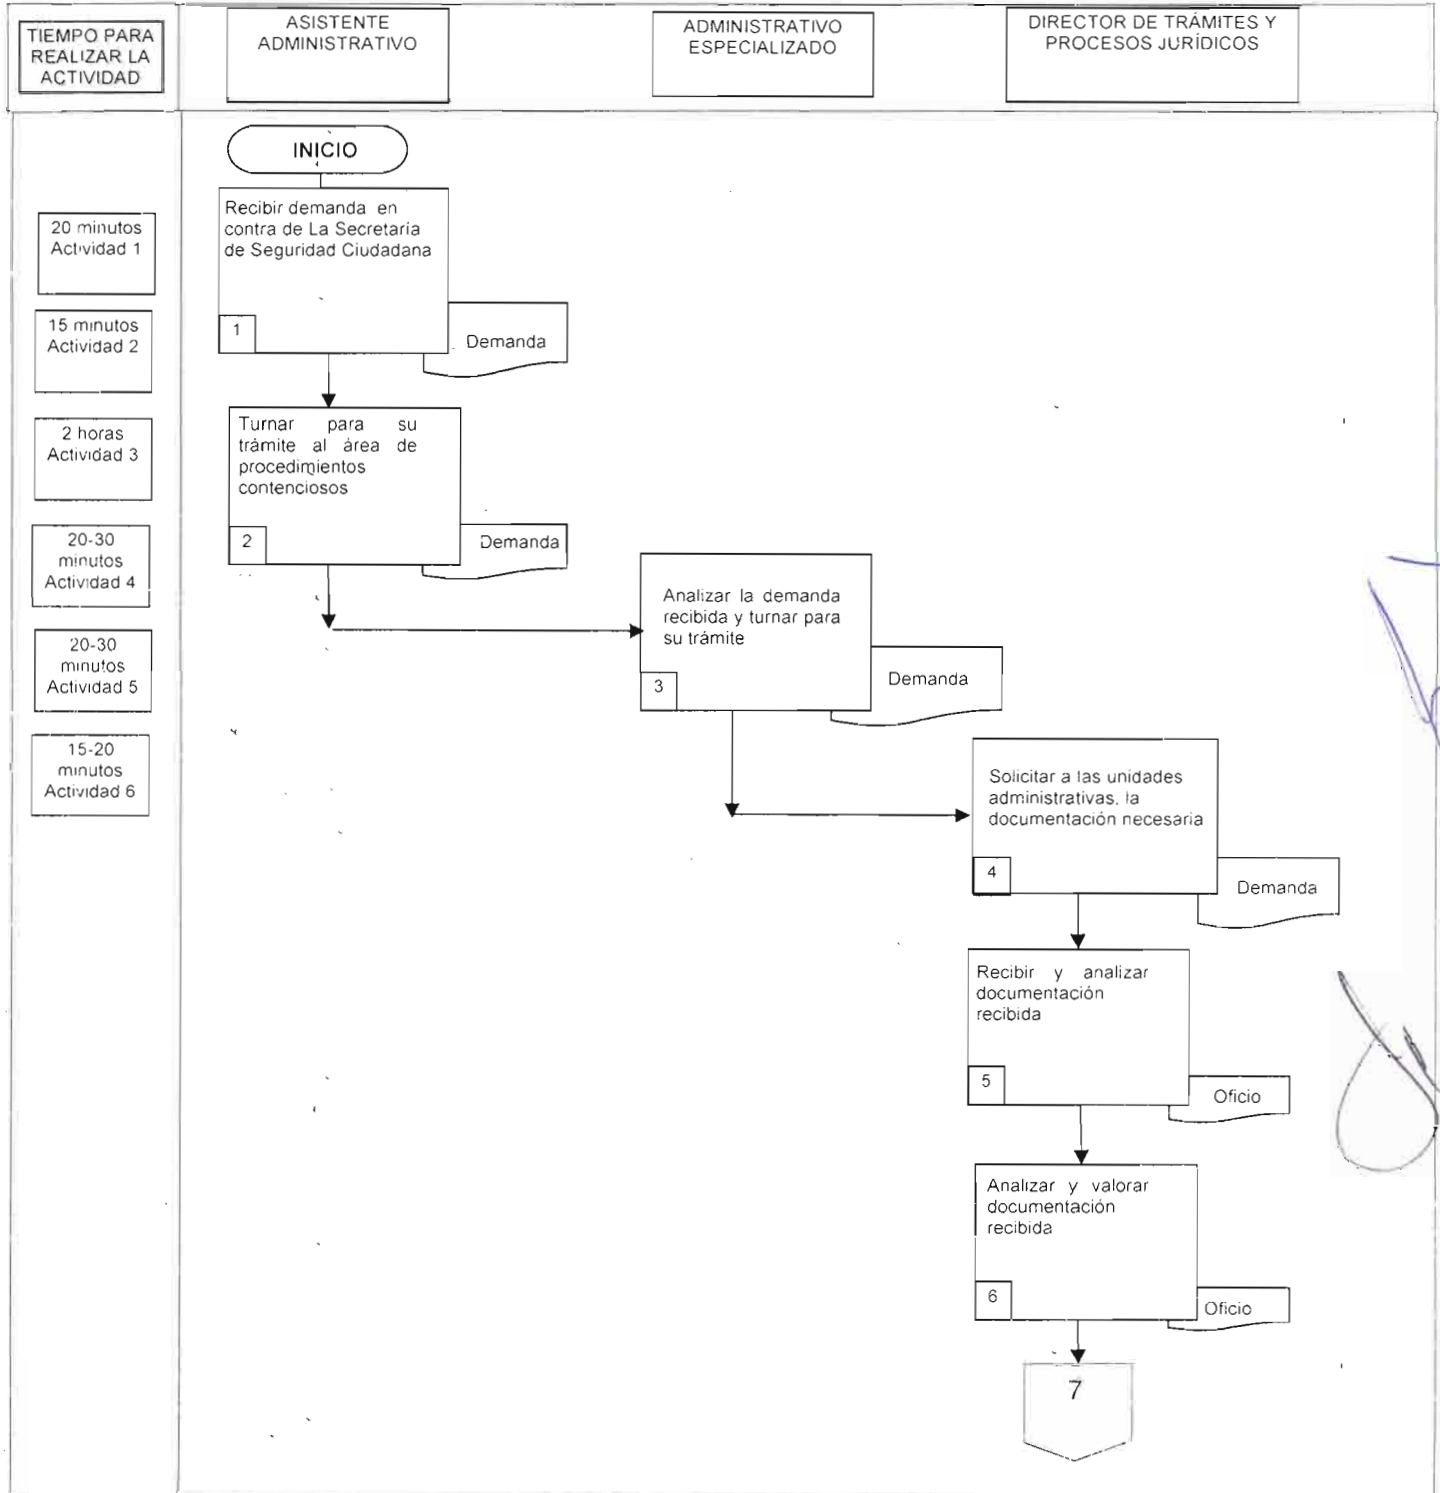 TIEMPO PARA
REALIZAR LA
ACTIVIDAD
ASISTENTE
ADMINISTRATIVO
ADMINISTRATIVO
ESPECIALIZADO
DIRECTOR DE TRÁMITES Y
PROCESOS JURÍDICOS
INICIO
20 minutos
Actividad 1
15 minutos
Actividad 2
2 horas
Actividad 3
20-30
minutos
Actividad 4
20-30
minutos
Actividad 5
15-20
minutos
Actividad 6
Recibir demanda en
contra de La Secretaría
de Seguridad Ciudadana
1
Demanda
Turnar para su
trámite al área de
procedimientos
contenciosos
2
Demanda
Analizar la demanda
recibida y turnar para
su trámite
3
Demanda
Solicitar a las unidades
administrativas, la
documentación necesaria
4
Demanda
Recibir y analizar
documentación
recibida
5
Oficio
Analizar y valorar
documentación
recibida
6
Oficio
7